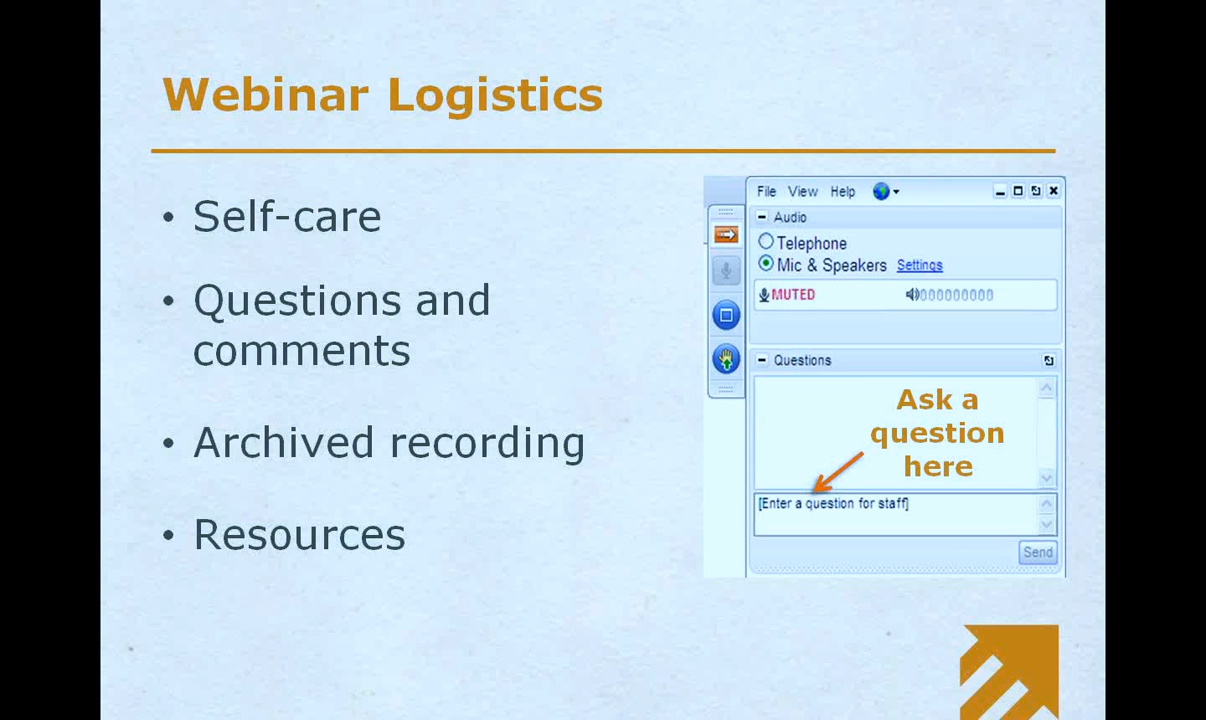 Webinar Logistics
• Self-care
• Questions and
comments
• Archived recording
• Resources
File View Help
Audio
Telephone
Mic & Speakers Settings
MUTED 000000000
Questions
Ask a
question
here
[Enter a question for staff]
Send